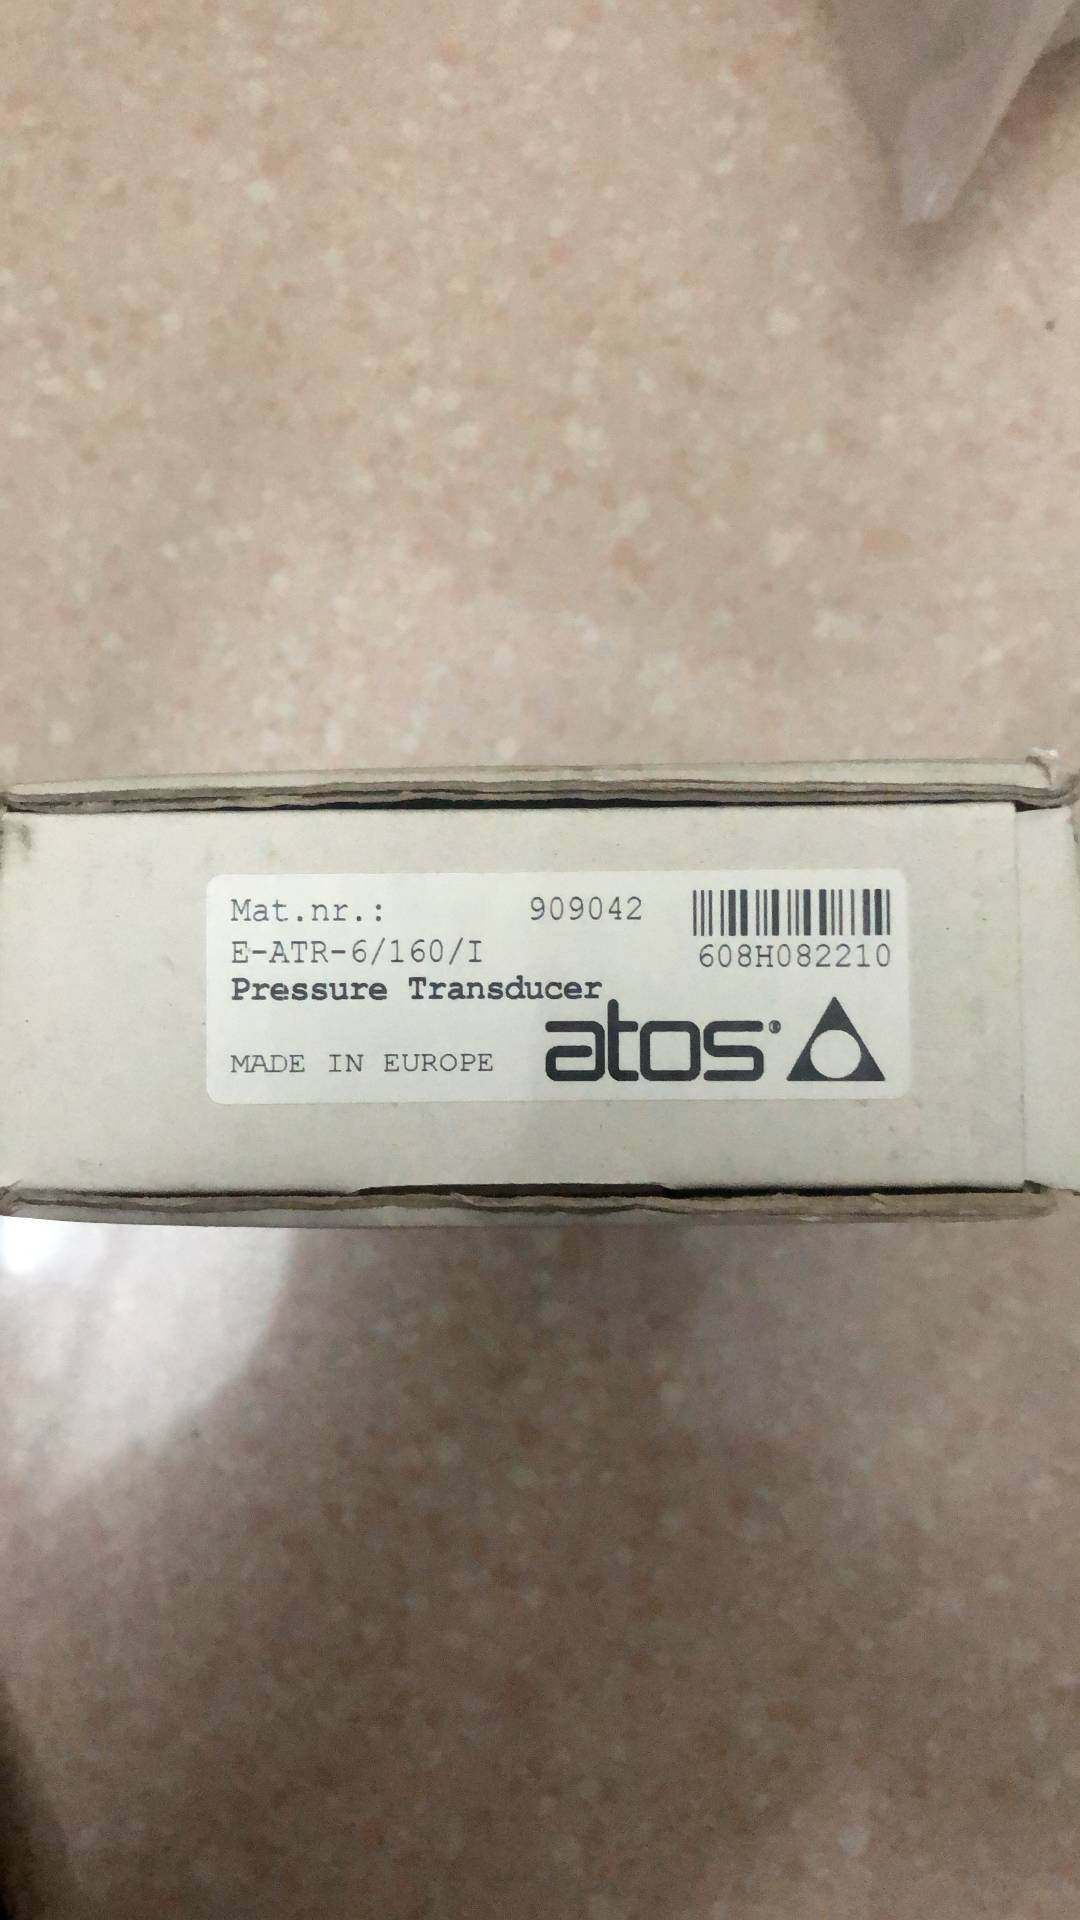 Mat.nr.: 909042
E-ATR-6/160/I 608H082210
Pressure Transducer
atos®
MADE IN EUROPE